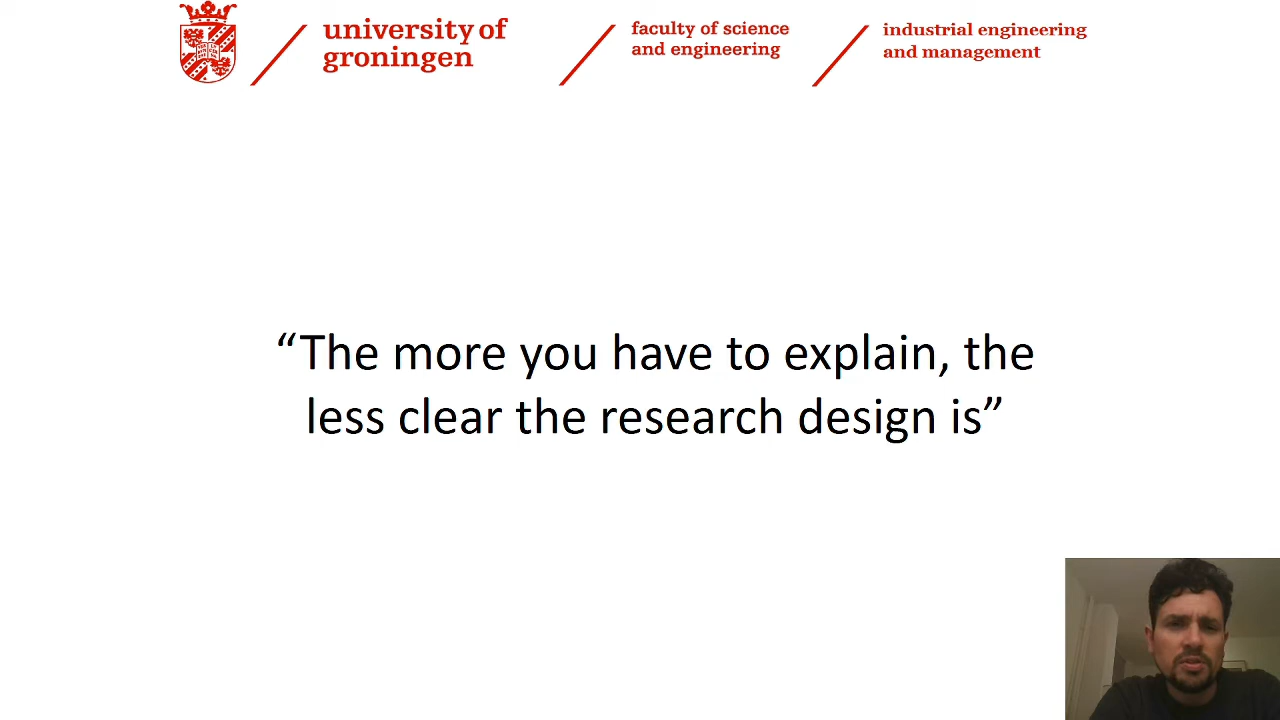 university of
groningen
faculty of science
and engineering
industrial engineering
and management
“The more you have to explain, the
less clear the research design is”